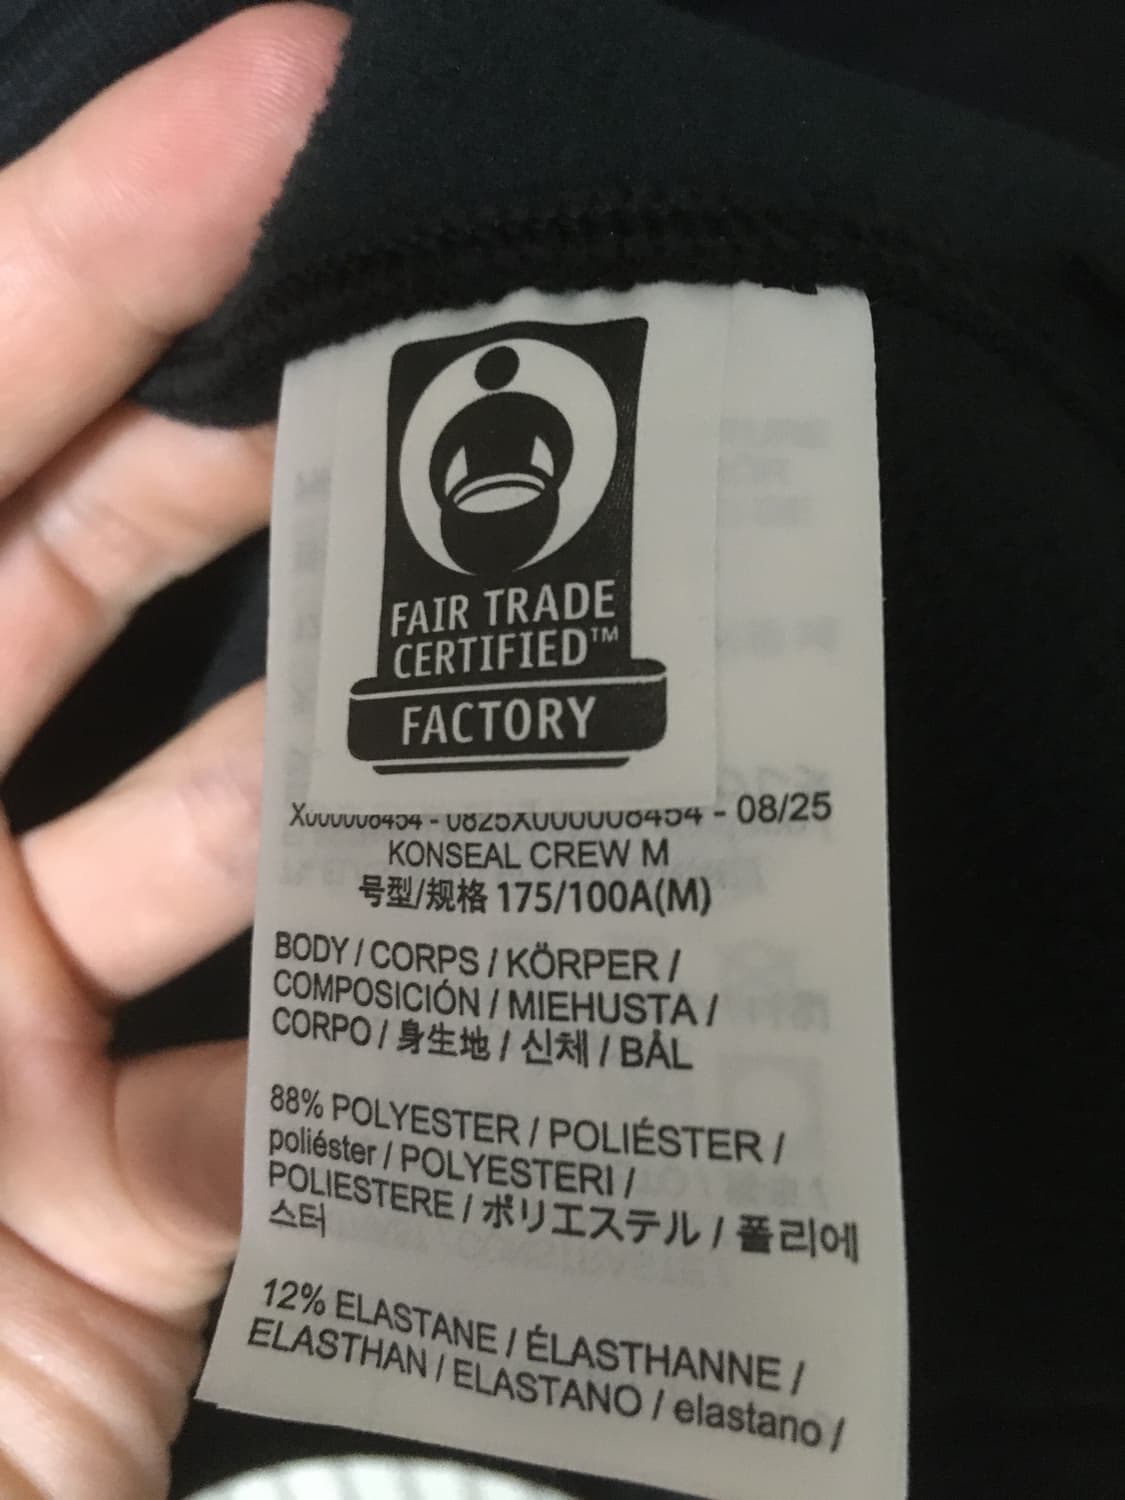 FAIR TRADE
CERTIFIED™
FACTORY
X000008454 - 0825X000008454 - 08/25
KONSEAL CREW M
号型/规格 175/100A(M)
BODY / CORPS / KÖRPER /
COMPOSICIÓN / MIEHUSTA /
CORPO / 身生地 / 신체 / BÅL
88% POLYESTER / POLIÉSTER /
poliéster / POLYESTERI /
POLIESTERE / ポリエステル / 폴리에
스터
12% ELASTANE / ÉLASTHANNE /
ELASTHAN / ELASTANO / elastano /